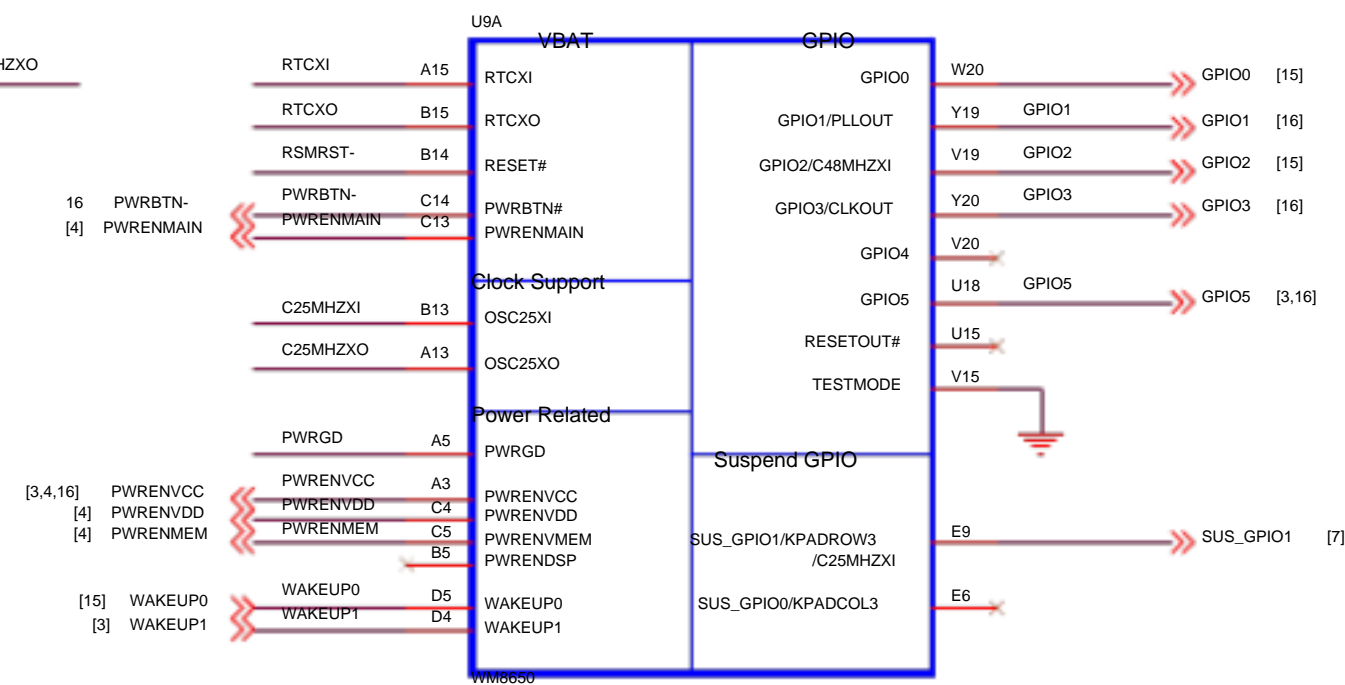 U9A
VBAT GPIO
HZXO RTCXI A15 RTCXI GPIO0 W20 GPIO0 [15]
RTCXO B15 RTCXO GPIO1/PLLOUT Y19 GPIO1 GPIO1 [16]
RSMRST- B14 RESET# GPIO2/C48MHZXI V19 GPIO2 GPIO2 [15]
16 PWRBTN- PWRBTN- C14 PWRBTN# GPIO3/CLKOUT Y20 GPIO3 GPIO3 [16]
[4] PWRENMAIN PWRENMAIN C13 PWRENMAIN
GPIO4 V20
Clock Support
GPIO5 U18 GPIO5 GPIO5 [3,16]
C25MHZXI B13 OSC25XI
RESETOUT# U15
C25MHZXO A13 OSC25XO
TESTMODE V15
Power Related
PWRGD A5 PWRGD
Suspend GPIO
[3,4,16] PWRENVCC PWRENVCC A3 PWRENVCC
[4] PWRENVDD PWRENVDD C4 PWRENVDD
[4] PWRENMEM PWRENMEM C5 PWRENVMEM SUS_GPIO1/KPADROW3 E9 SUS_GPIO1 [7]
B5 PWRENDSP /C25MHZXI
[15] WAKEUP0 WAKEUP0 D5 WAKEUP0 SUS_GPIO0/KPADCOL3 E6
[3] WAKEUP1 WAKEUP1 D4 WAKEUP1
WM8650